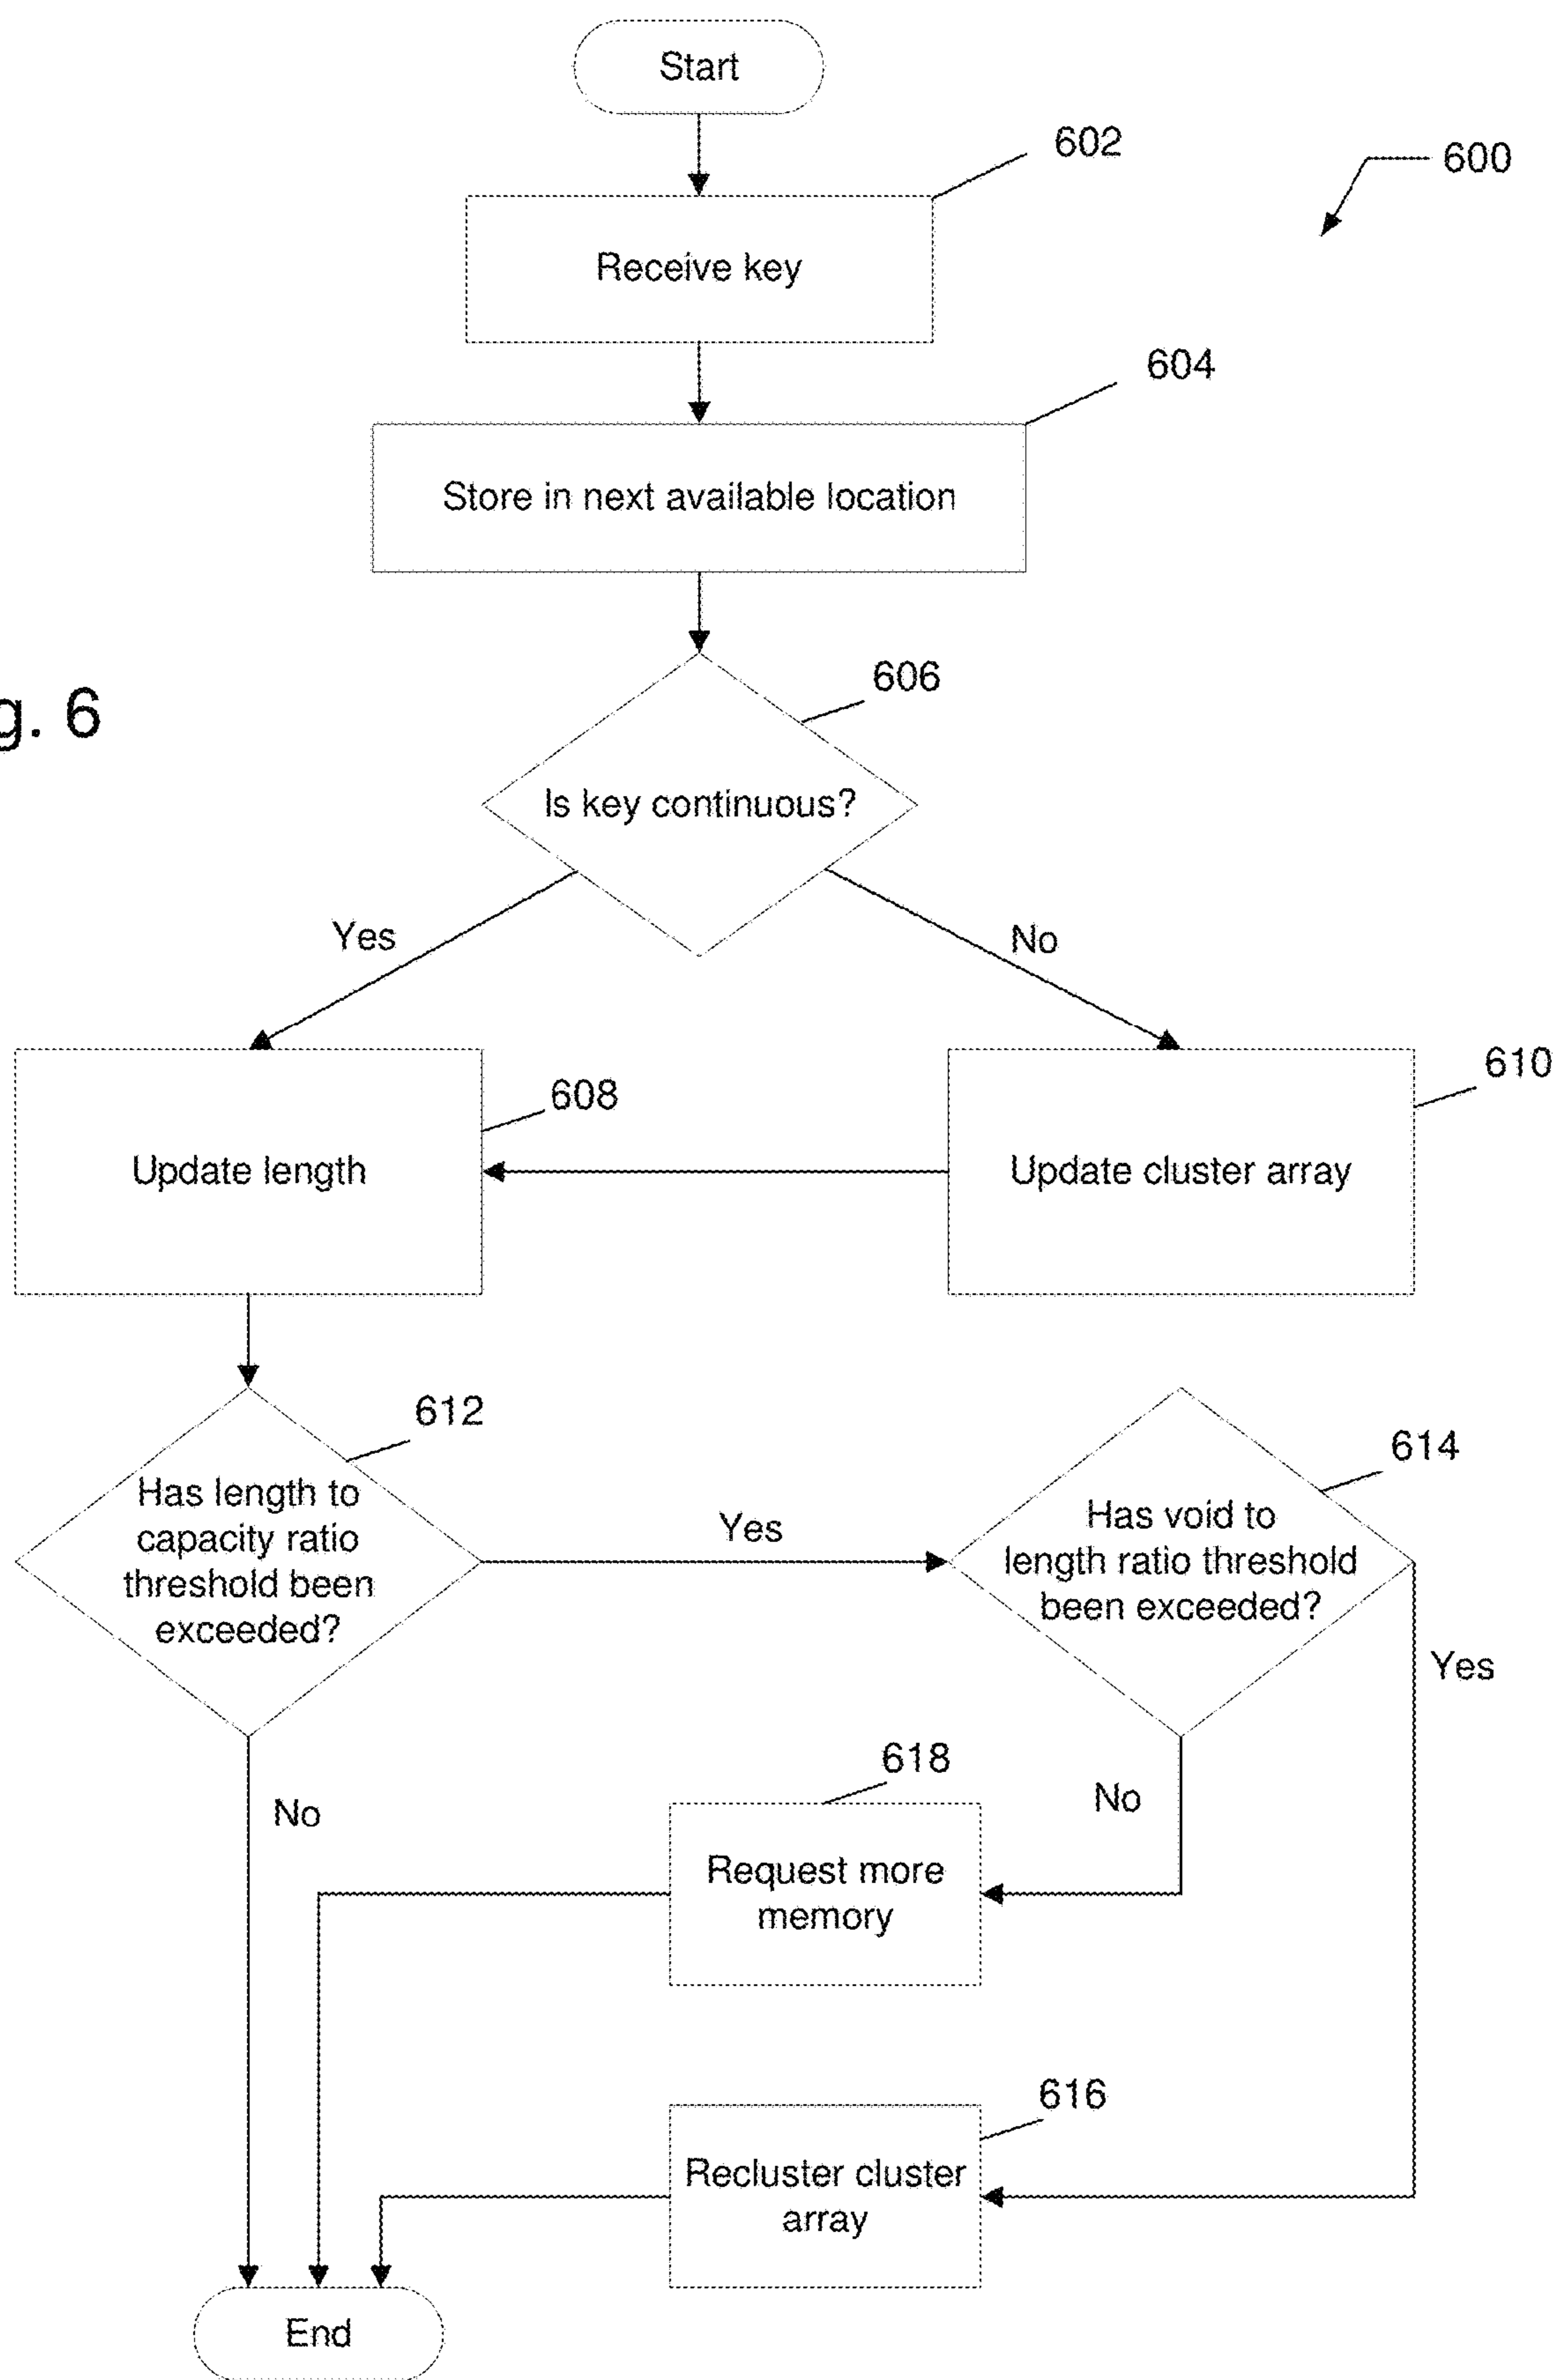 Start
602
600
Receive key
604
Store in next available location
606
g. 6
Is key continuous?
Yes
No
610
608
Update length
Update cluster array
612
614
Has length to
capacity ratio
threshold been
exceeded?
Yes
Has void to
length ratio threshold
been exceeded?
Yes
618
No
No
Request more
memory
616
Recluster cluster
array
End